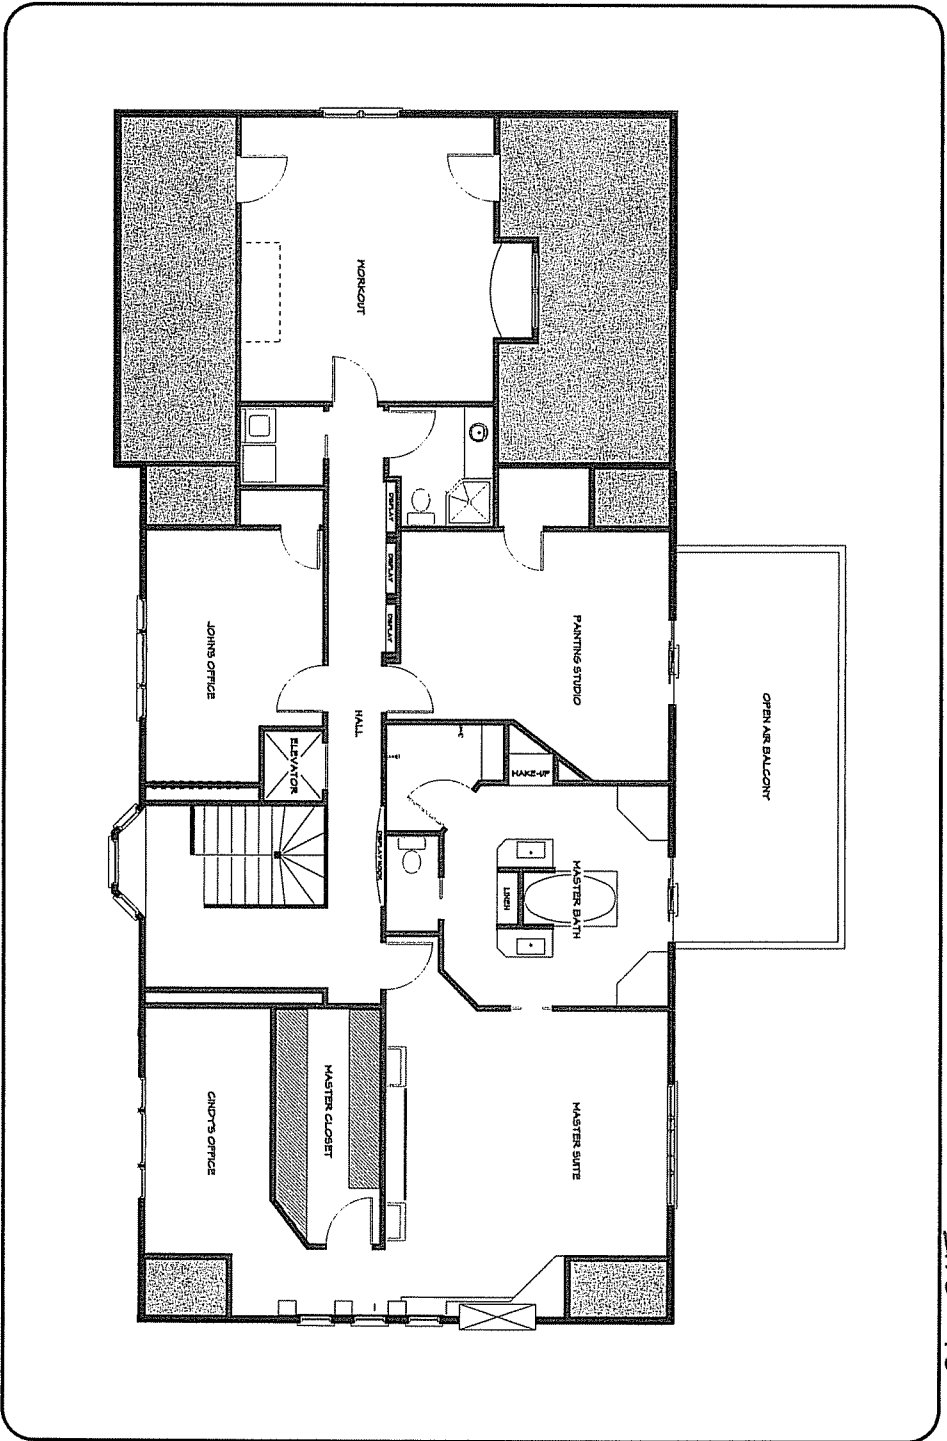 OPEN AIR BALCONY
PAINTING STUDIO
MASTER BATH
MASTER SUITE
MAKE-UP
LINEN
DISPLAY
DISPLAY
DISPLAY
DISPLAY NOOK
WORKOUT
HALL
MASTER CLOSET
ELEVATOR
JOHN'S OFFICE
CINDY'S OFFICE